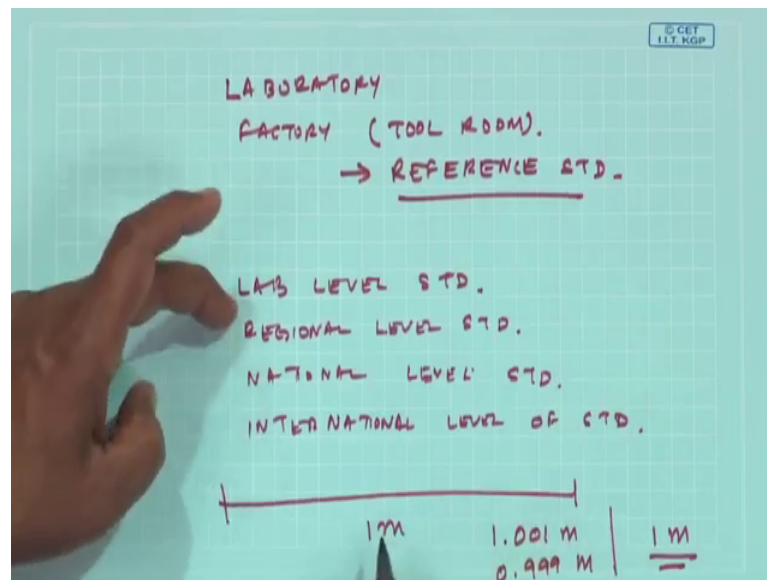 © CET
I.I.T. KGP
LABORATORY
FACTORY (TOOL ROOM).
→ REFERENCE STD.
LAB LEVEL STD.
REGIONAL LEVEL STD.
NATIONAL LEVEL STD.
INTERNATIONAL LEVEL OF STD.
1m 1.001 m | 1 m
0.999 m